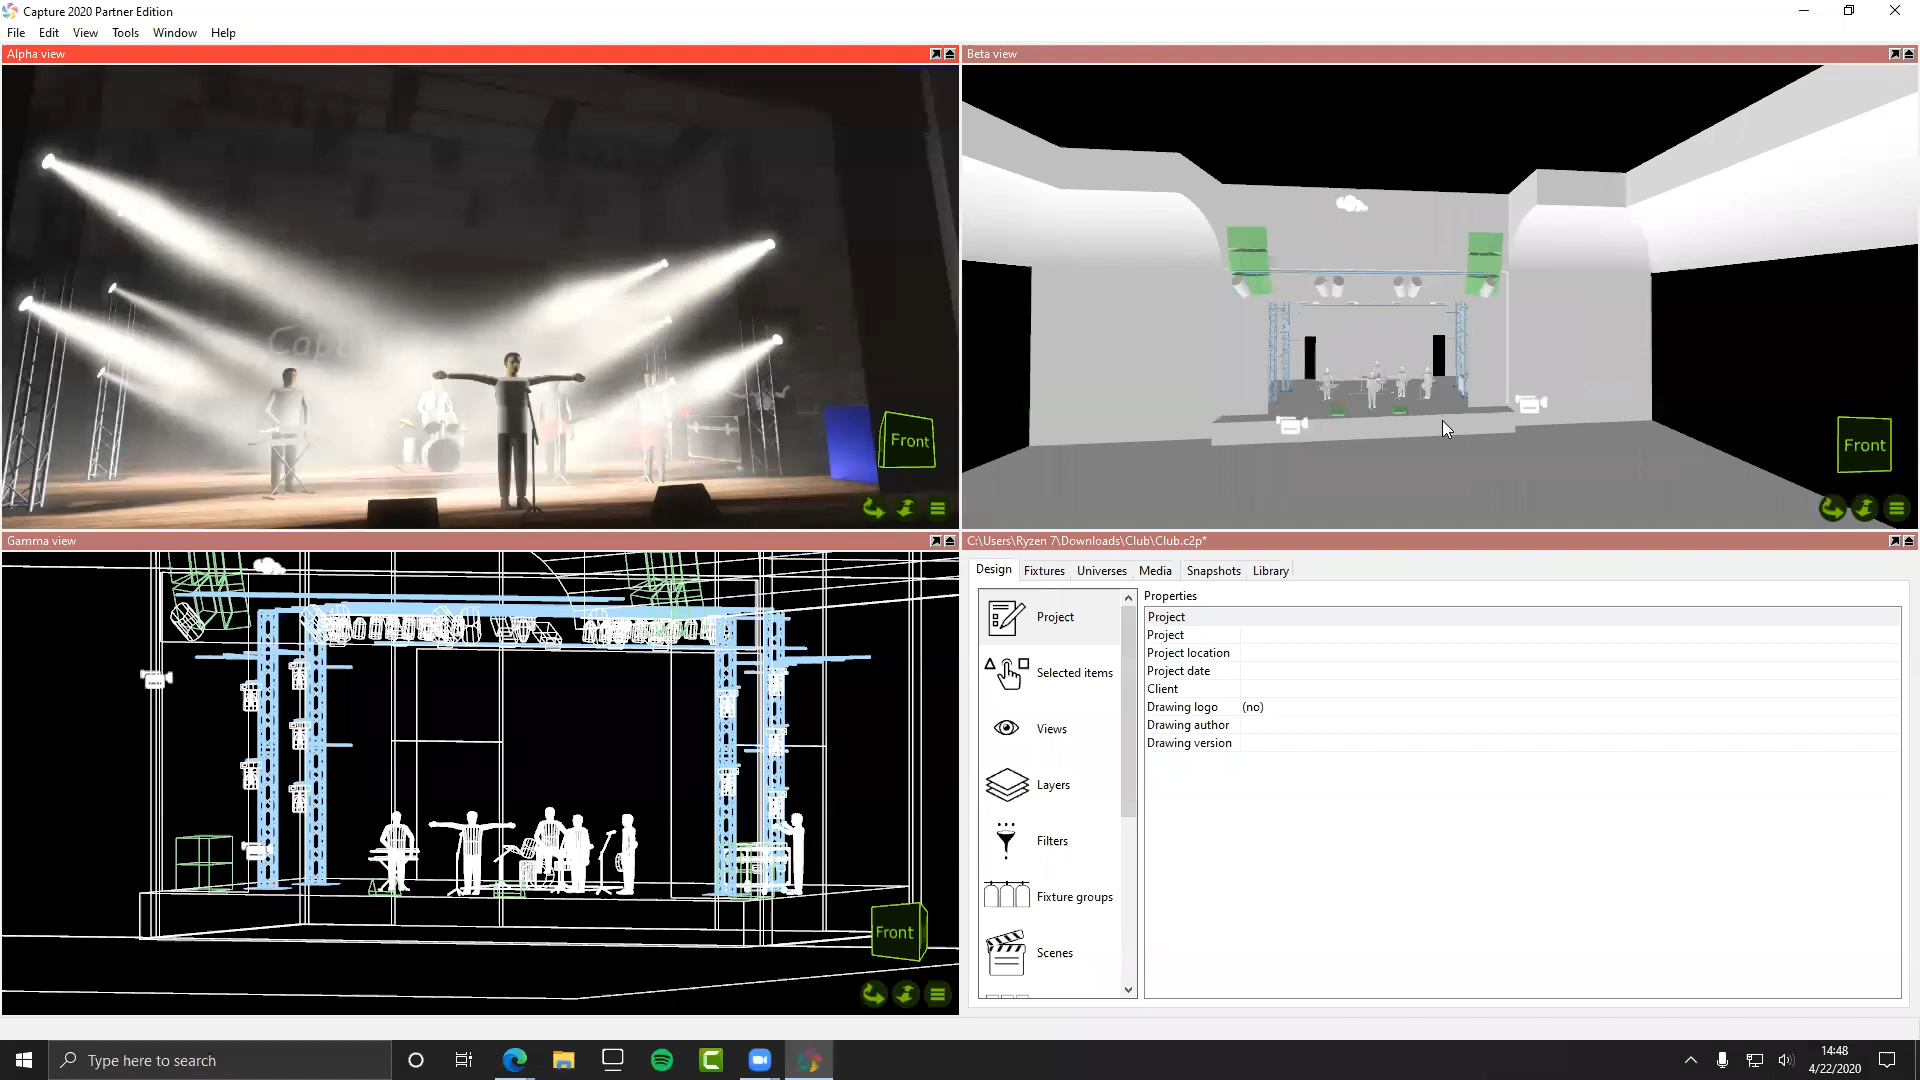 Capture 2020 Partner Edition
File Edit View Tools Window Help
Alpha view
Beta view
Front
Front
Gamma view
C:\Users\Ryzen 7\Downloads\Club\Club.c2p*
Design Fixtures Universes Media Snapshots Library
Project
Selected items
Views
Layers
Filters
Fixture groups
Scenes
Properties
Project
Project
Project location
Project date
Client
Drawing logo (no)
Drawing author
Drawing version
Front
Type here to search
14:48
4/22/2020